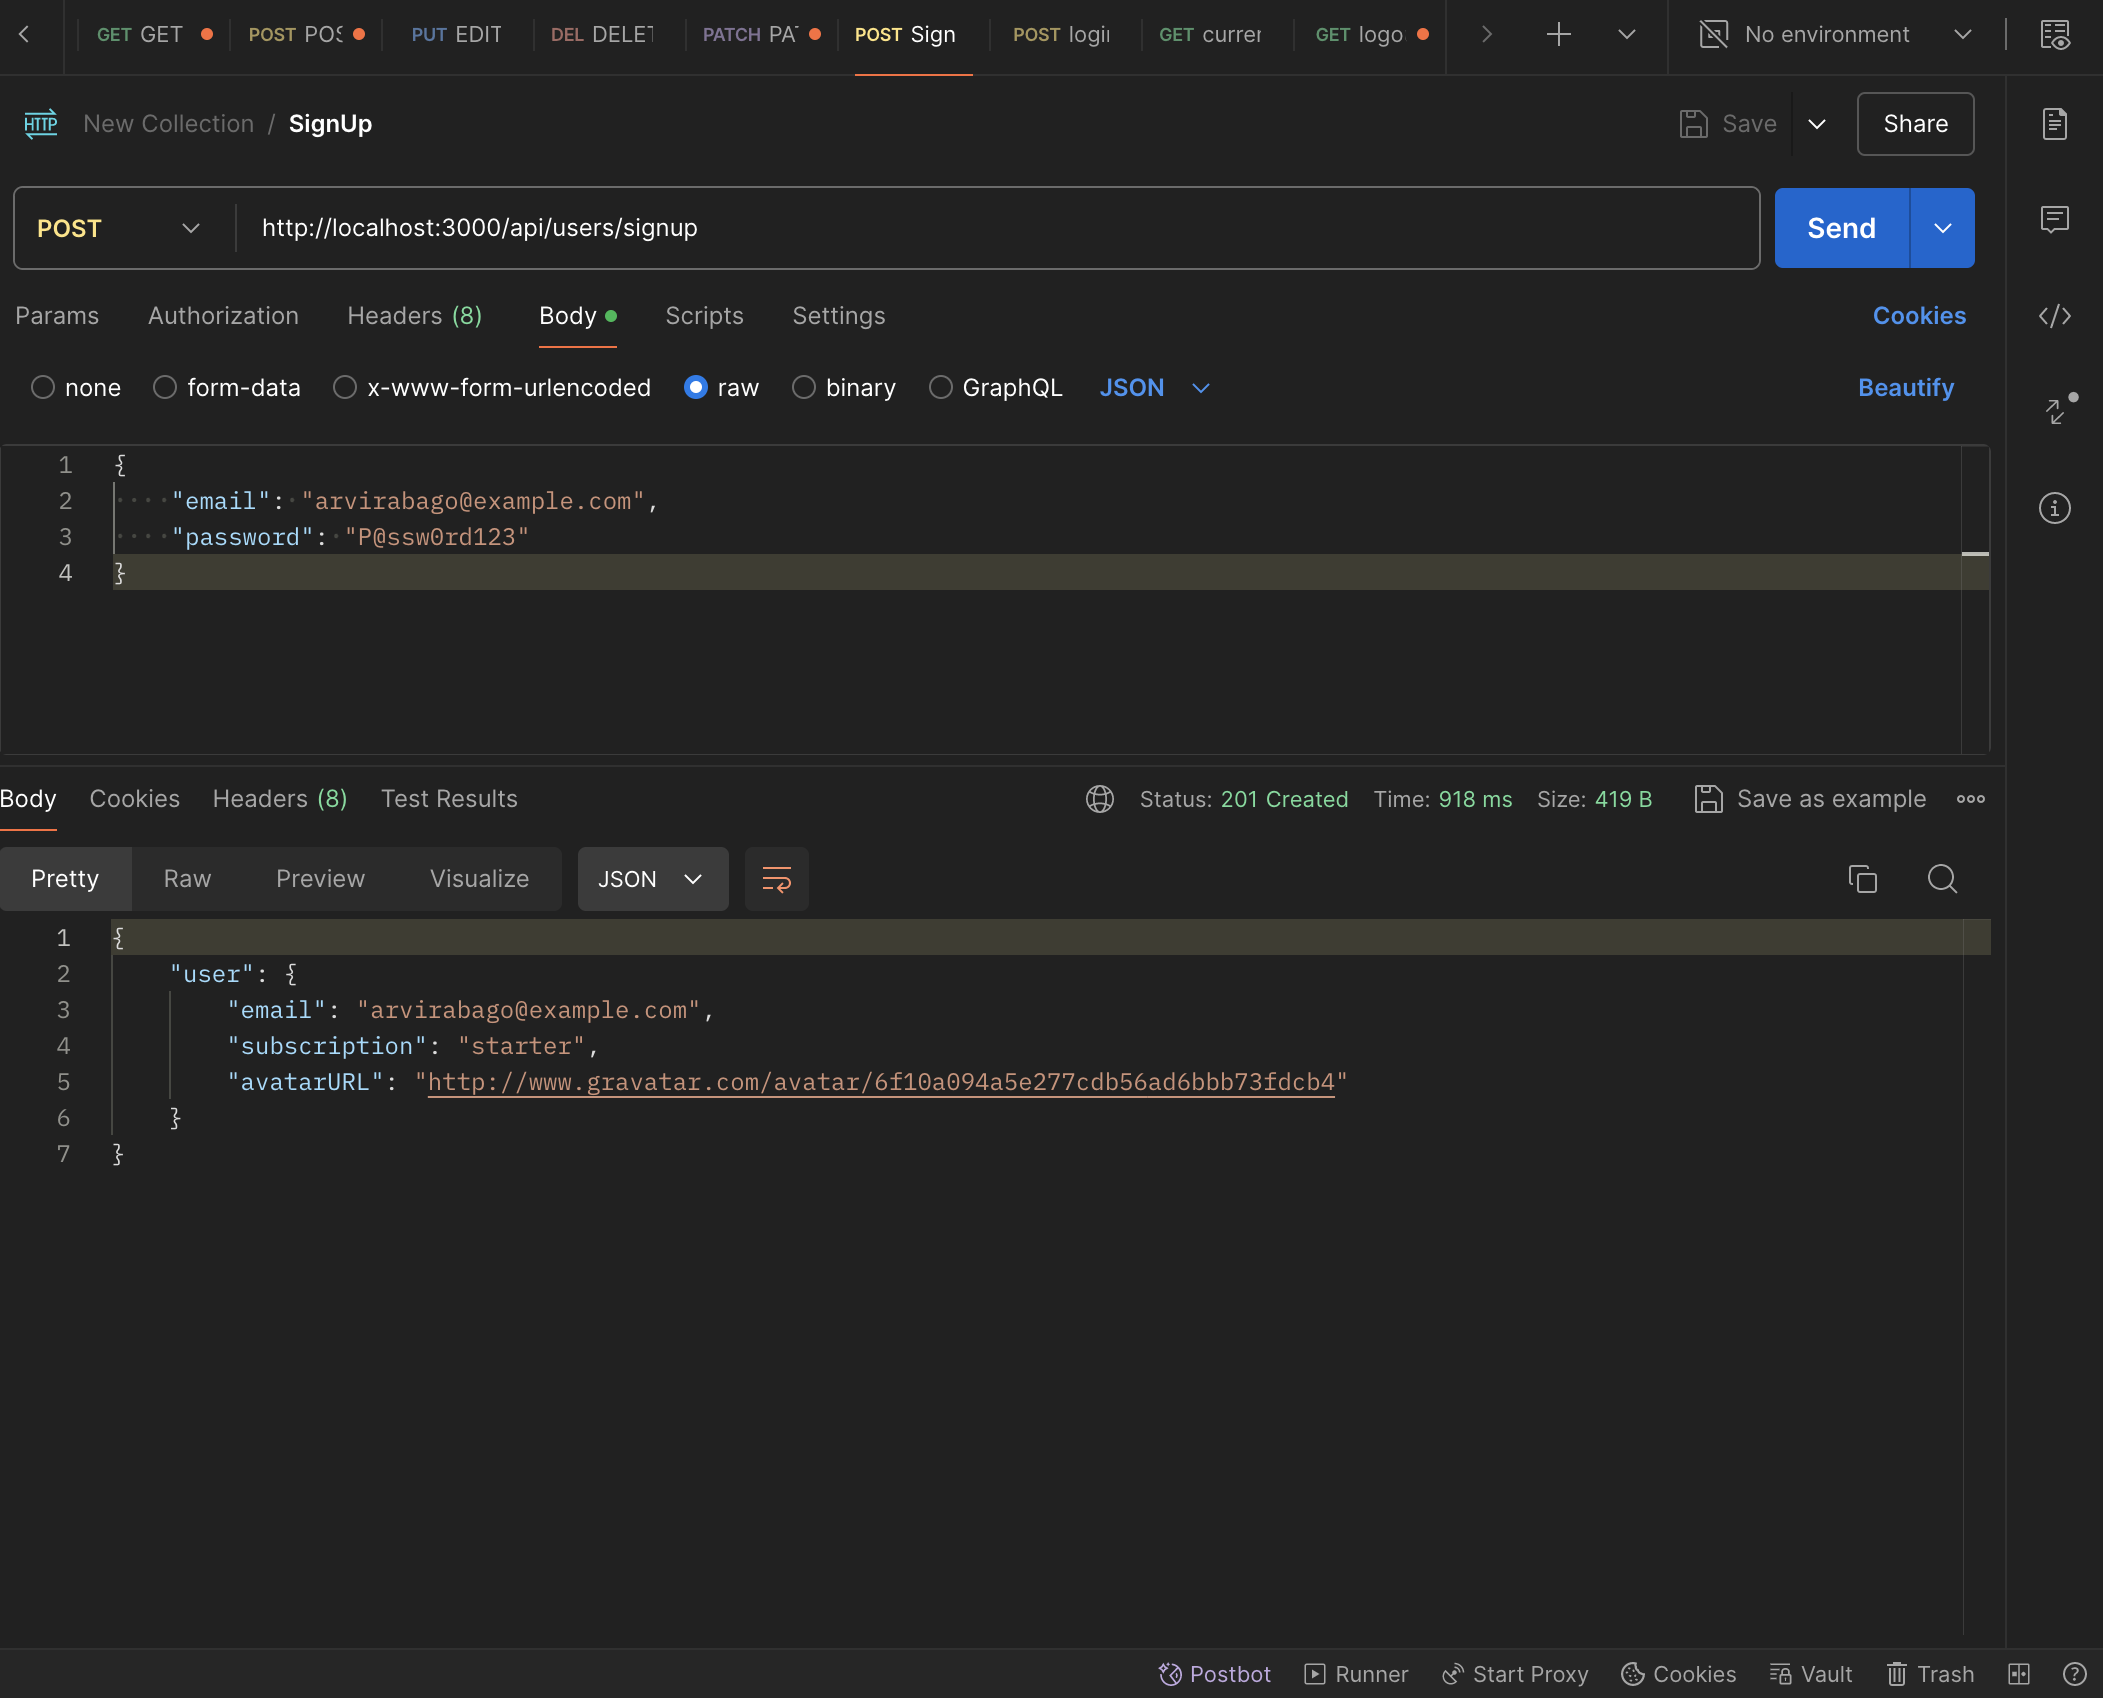 GET GET POST POS PUT EDIT DEL DELET PATCH PAT POST Sign POST logi GET curre GET logo No environment
HTTP New Collection / SignUp Save Share
POST http://localhost:3000/api/users/signup Send
Params Authorization Headers (8) Body Scripts Settings Cookies
none form-data x-www-form-urlencoded raw binary GraphQL JSON Beautify
1 {
2 "email": "arvirabago@example.com",
3 "password": "P@ssw0rd123"
4 }
Body Cookies Headers (8) Test Results Status: 201 Created Time: 918 ms Size: 419 B Save as example
Pretty Raw Preview Visualize JSON
1 {
2 "user": {
3 "email": "arvirabago@example.com",
4 "subscription": "starter",
5 "avatarURL": "http://www.gravatar.com/avatar/6f10a094a5e277cdb56ad6bbb73fdcb4"
6 }
7 }
Postbot Runner Start Proxy Cookies Vault Trash